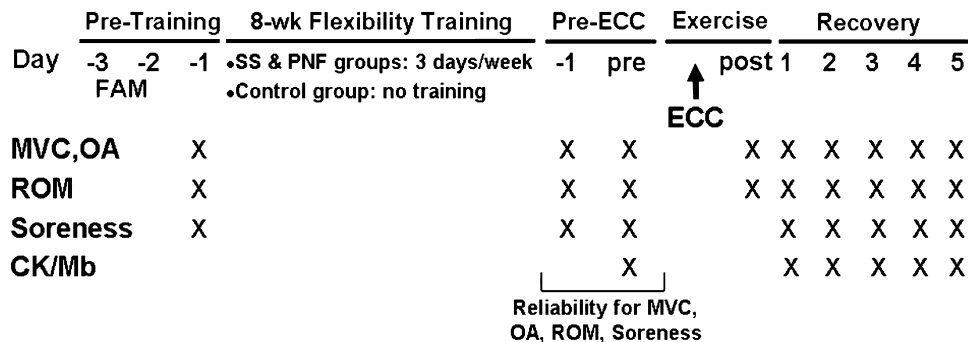 Pre-Training 8-wk Flexibility Training Pre-ECC Exercise Recovery
Day -3 -2 -1 •SS & PNF groups: 3 days/week -1 pre post 1 2 3 4 5
FAM •Control group: no training
ECC
MVC,OA X X X X X X X X X
ROM X X X X X X X X X
Soreness X X X X X X X X
CK/Mb X X X X X X
Reliability for MVC,
OA, ROM, Soreness